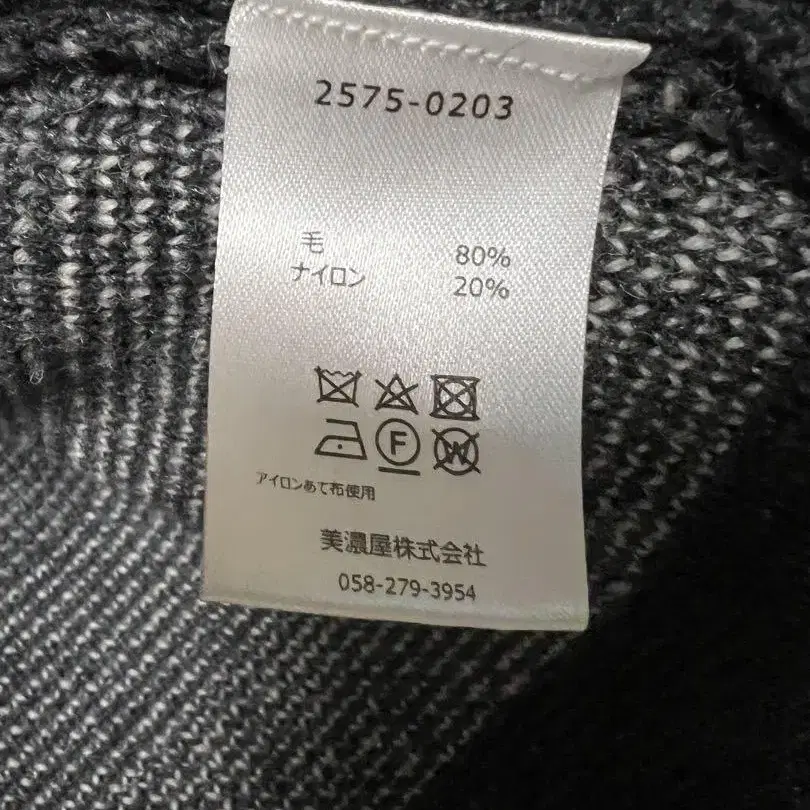 2575-0203
毛 80%
ナイロン 20%
F W
アイロンあて布使用
美濃屋株式会社
058-279-3954